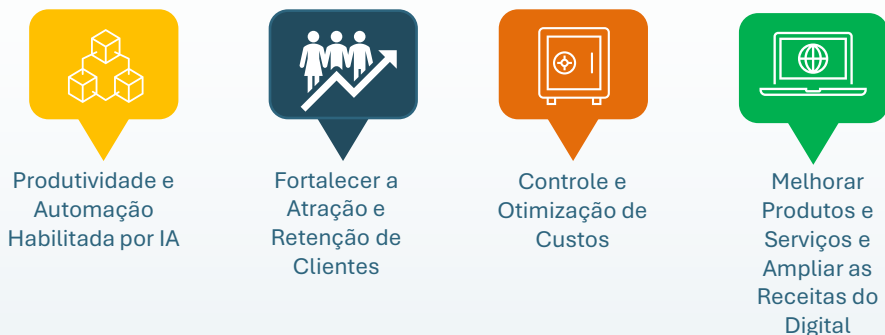 Produtividade e
Automação
Habilitada por IA
Fortalecer a
Atração e
Retenção de
Clientes
Controle e
Otimização de
Custos
Melhorar
Produtos e
Serviços e
Ampliar as
Receitas do
Digital